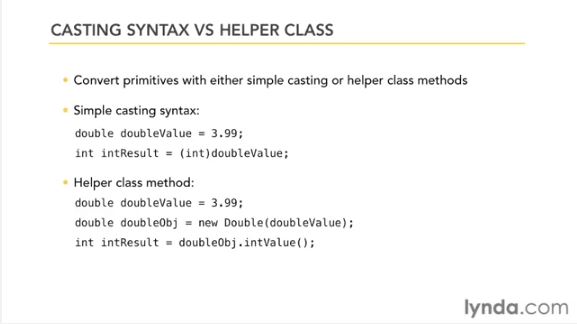 CASTING SYNTAX VS HELPER CLASS
• Convert primitives with either simple casting or helper class methods
• Simple casting syntax:
double doubleValue = 3.99;
int intResult = (int)doubleValue;
• Helper class method:
double doubleValue = 3.99;
double doubleObj = new Double(doubleValue);
int intResult = doubleObj.intValue();
lynda.com